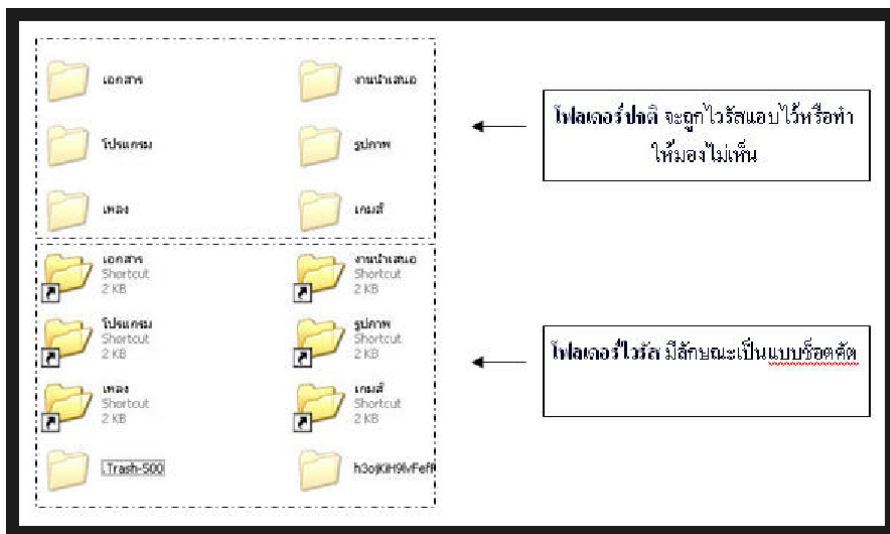 เอกสาร
งานนำเสนอ
โปรแกรม
รูปภาพ
เพลง
เกมส์
โฟลเดอร์ปกติ จะถูกไวรัสแอบไว้หรือทำ
ให้มองไม่เห็น
เอกสาร
Shortcut
2 KB
งานนำเสนอ
Shortcut
2 KB
โปรแกรม
Shortcut
2 KB
รูปภาพ
Shortcut
2 KB
เพลง
Shortcut
2 KB
เกมส์
Shortcut
2 KB
.Trash-500
โฟลเดอร์ไวรัส มีลักษณะเป็นแบบช็อตคัต